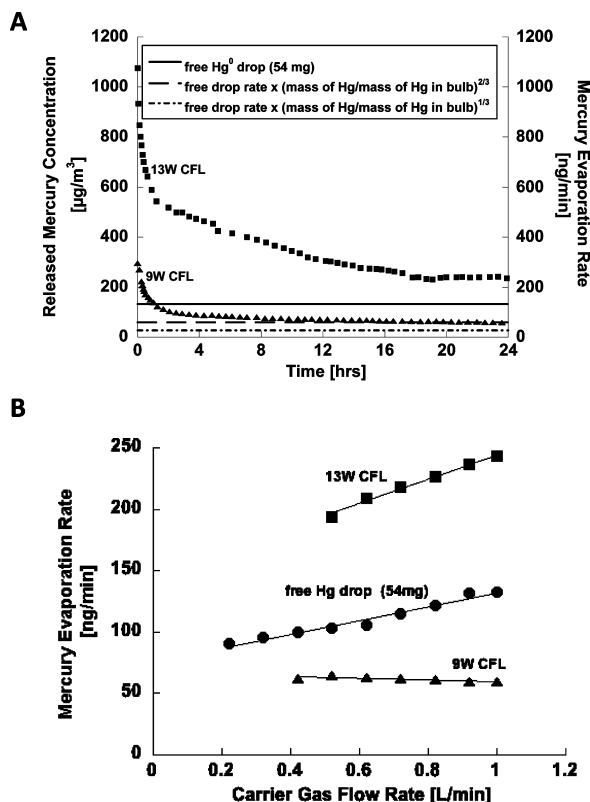 A
1200
1000
800
600
400
200
0
Released Mercury Concentration
[µg/m³]
free Hg⁰ drop (54 mg)
free drop rate x (mass of Hg/mass of Hg in bulb)²/³
free drop rate x (mass of Hg/mass of Hg in bulb)¹/³
13W CFL
9W CFL
1200
1000
800
600
400
200
0
Mercury Evaporation Rate
[ng/min]
0 4 8 12 16 20 24
Time [hrs]
B
250
200
150
100
50
0
Mercury Evaporation Rate
[ng/min]
13W CFL
free Hg drop (54mg)
9W CFL
0 0.2 0.4 0.6 0.8 1 1.2
Carrier Gas Flow Rate [L/min]